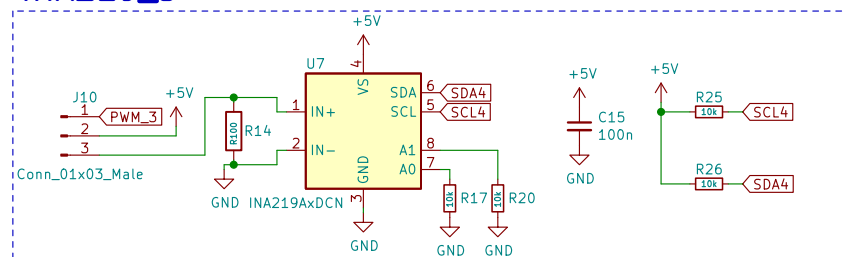 +5V
U7
VS
4
+5V
J10
1
PWM_3
2
3
Conn_01x03_Male
R100
R14
GND
1
IN+
2
IN-
SDA
6
SDA4
SCL
5
SCL4
A1
8
A0
7
GND
3
INA219AxDCN
GND
10k
R17
GND
10k
R20
GND
+5V
C15
100n
GND
+5V
R25
10k
SCL4
R26
10k
SDA4